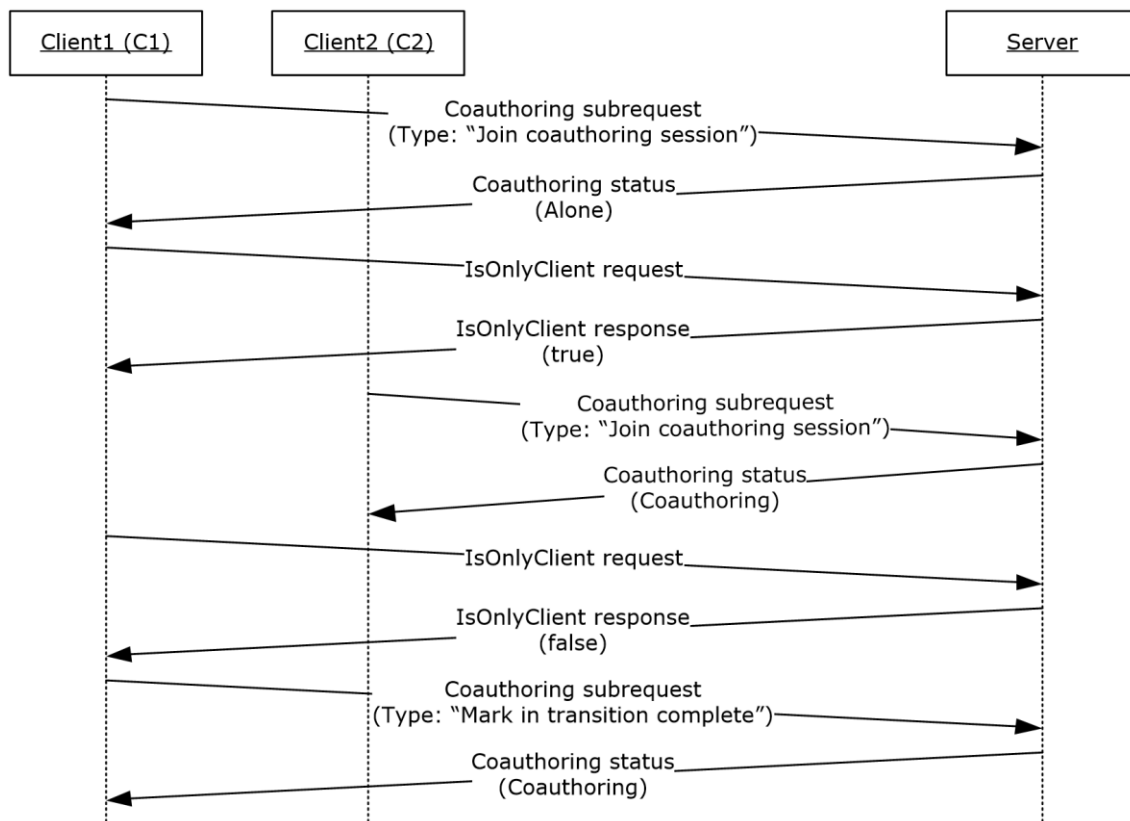 Client1 (C1)
Client2 (C2)
Server
Coauthoring subrequest
(Type: “Join coauthoring session”)
Coauthoring status
(Alone)
IsOnlyClient request
IsOnlyClient response
(true)
Coauthoring subrequest
(Type: “Join coauthoring session”)
Coauthoring status
(Coauthoring)
IsOnlyClient request
IsOnlyClient response
(false)
Coauthoring subrequest
(Type: “Mark in transition complete”)
Coauthoring status
(Coauthoring)